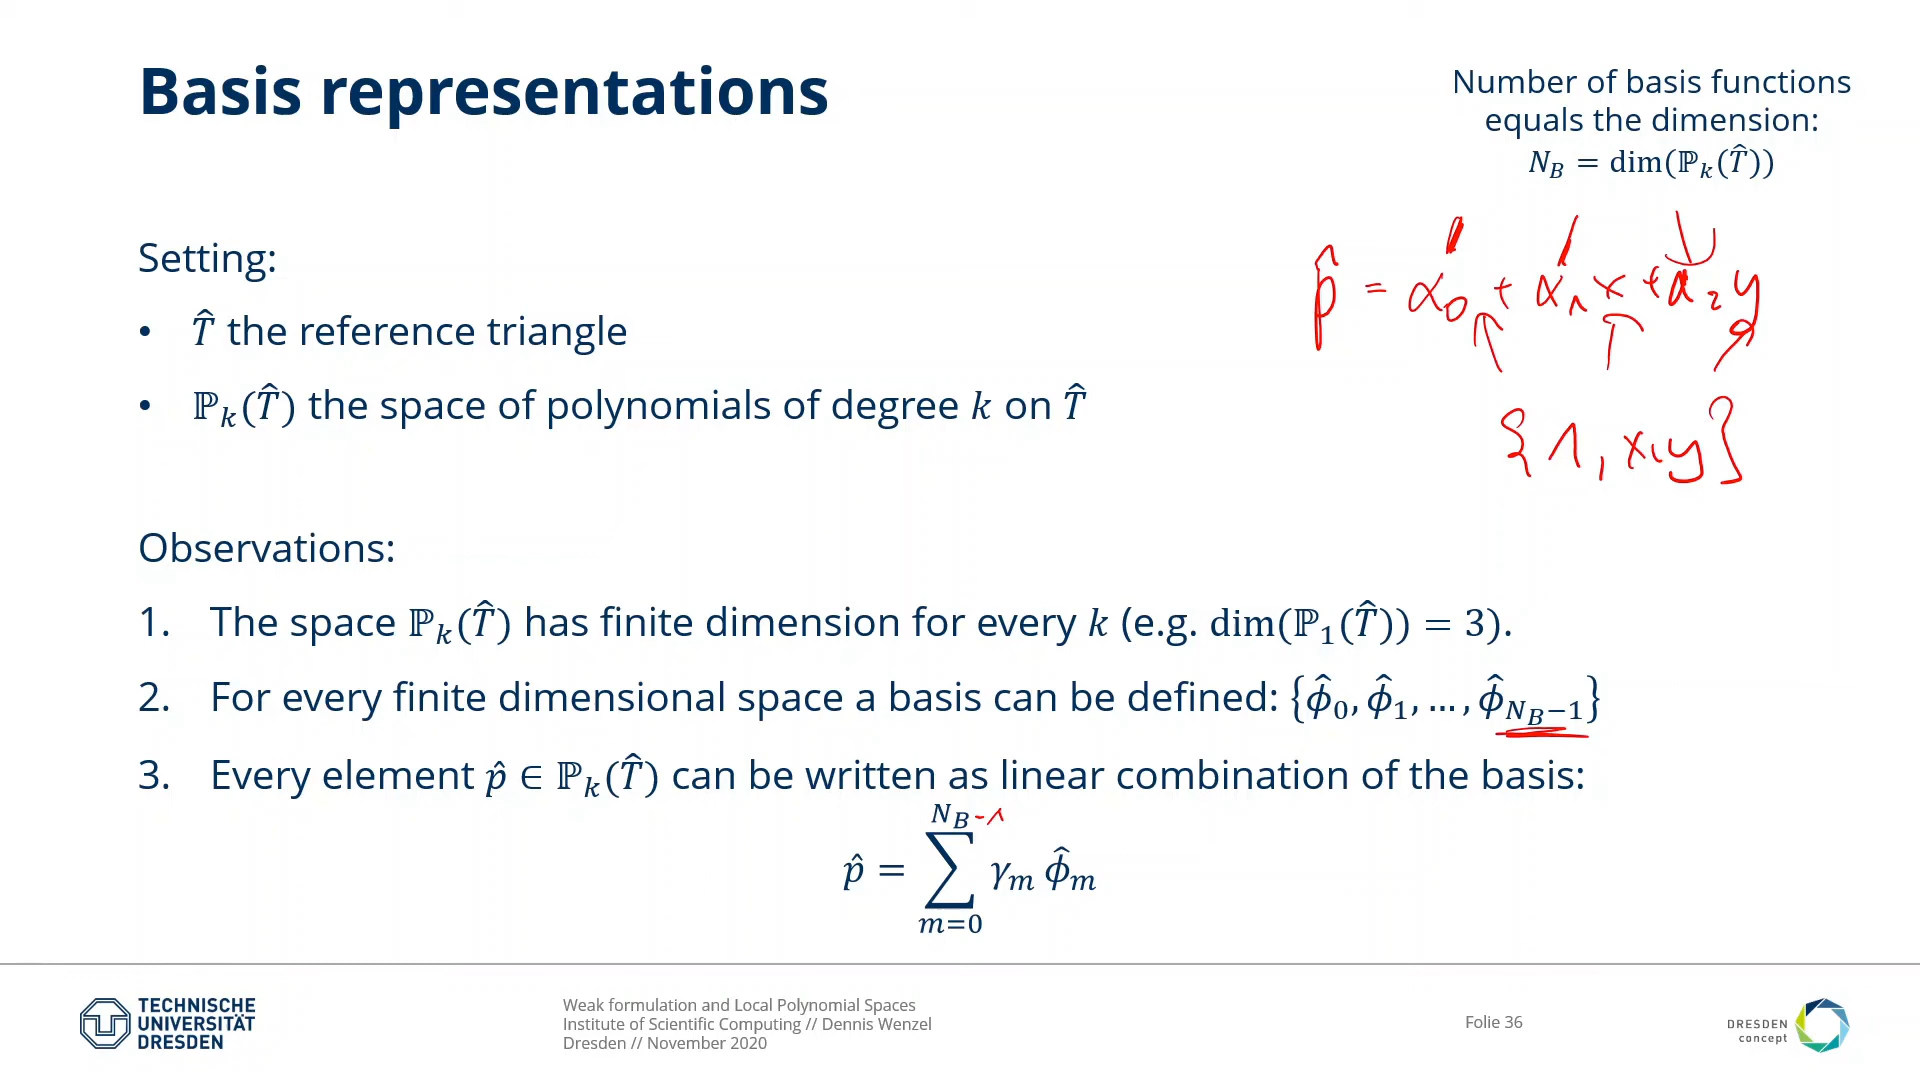 Basis representations
Number of basis functions
equals the dimension:
N_B = dim(ℙ_k(T̂))
p̂ = α₀ + α₁x + α₂y
{1, x, y}
Setting:
• T̂ the reference triangle
• ℙ_k(T̂) the space of polynomials of degree k on T̂
Observations:
1. The space ℙ_k(T̂) has finite dimension for every k (e.g. dim(ℙ₁(T̂)) = 3).
2. For every finite dimensional space a basis can be defined: {ϕ̂₀, ϕ̂₁, … , ϕ̂_{N_B−1}}
3. Every element p̂ ∈ ℙ_k(T̂) can be written as linear combination of the basis:
p̂ = ∑_{m=0}^{N_B-1} γ_m ϕ̂_m
TECHNISCHE
UNIVERSITÄT
DRESDEN
Weak formulation and Local Polynomial Spaces
Institute of Scientific Computing // Dennis Wenzel
Dresden // November 2020
Folie 36
DRESDEN
concept